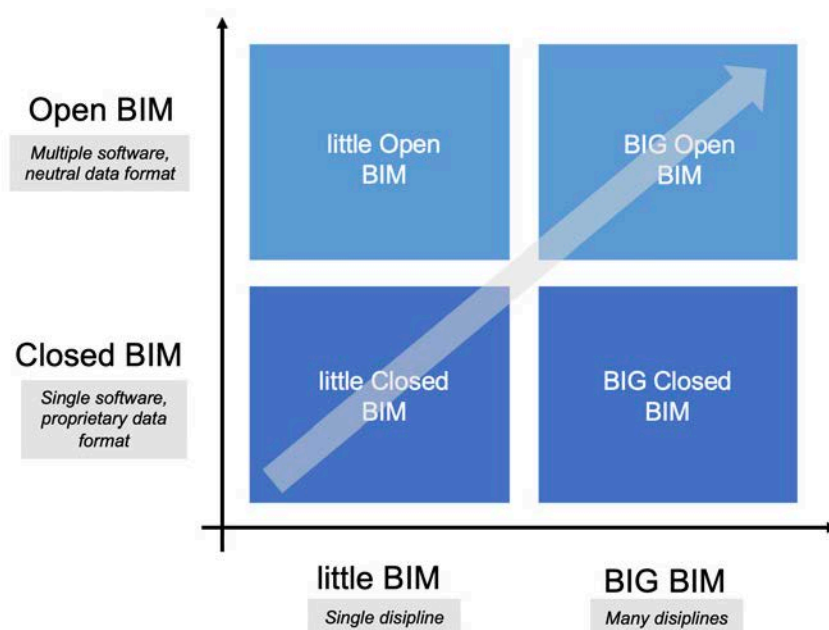 Open BIM
Multiple software,
neutral data format
little Open
BIM
BIG Open
BIM
Closed BIM
Single software,
proprietary data
format
little Closed
BIM
BIG Closed
BIM
little BIM
Single disipline
BIG BIM
Many disiplines